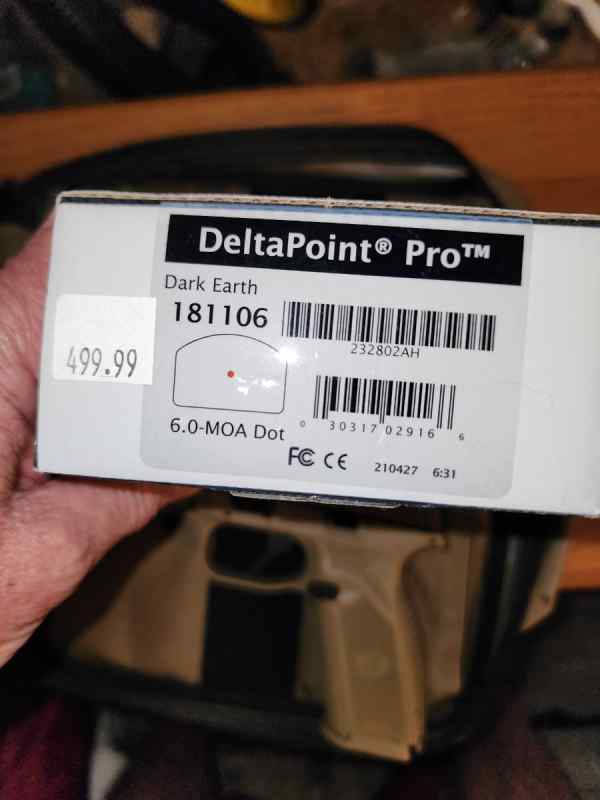 DeltaPoint® Pro™
Dark Earth
181106
232802AH
499.99
6.0-MOA Dot
0 30317 02916 6
FC CE
210427 6:31